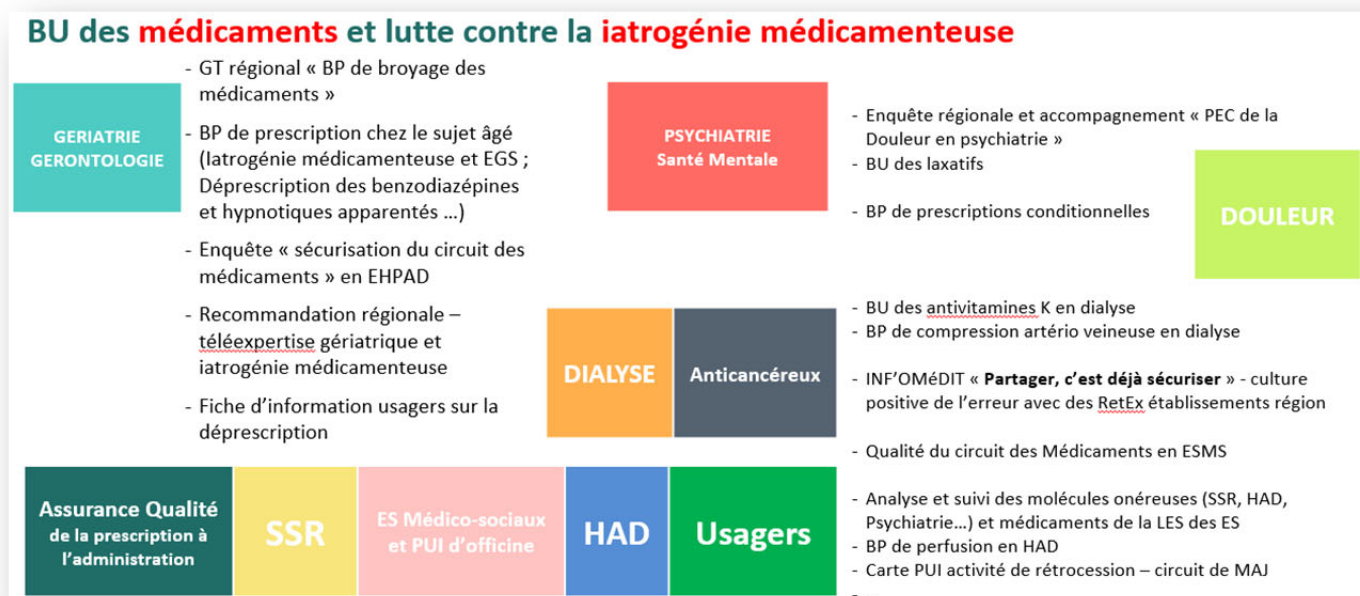 BU des médicaments et lutte contre la iatrogénie médicamenteuse
GERIATRIE
GERONTOLOGIE
- GT régional « BP de broyage des
médicaments »
- BP de prescription chez le sujet âgé
(Iatrogénie médicamenteuse et EGS ;
Déprescription des benzodiazépines
et hypnotiques apparentés ...)
- Enquête « sécurisation du circuit des
médicaments » en EHPAD
- Recommandation régionale –
téléexpertise gériatrique et
iatrogénie médicamenteuse
- Fiche d'information usagers sur la
déprescription
PSYCHIATRIE
Santé Mentale
- Enquête régionale et accompagnement « PEC de la
Douleur en psychiatrie »
- BU des laxatifs
- BP de prescriptions conditionnelles
DOULEUR
DIALYSE
Anticancéreux
- BU des antivitamines K en dialyse
- BP de compression artério veineuse en dialyse
- INF'OMéDIT « Partager, c'est déjà sécuriser » - culture
positive de l'erreur avec des RetEx établissements région
- Qualité du circuit des Médicaments en ESMS
- Analyse et suivi des molécules onéreuses (SSR, HAD,
Psychiatrie...) et médicaments de la LES des ES
- BP de perfusion en HAD
- Carte PUI activité de rétrocession – circuit de MAJ
Assurance Qualité
de la prescription à
l'administration
SSR
ES Médico-sociaux
et PUI d'officine
HAD
Usagers